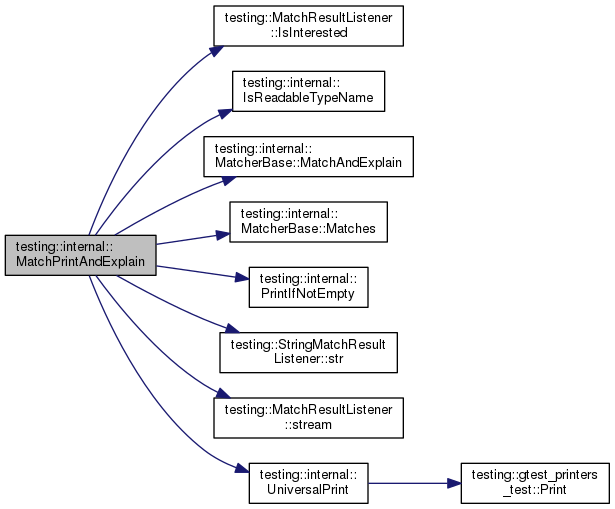 testing::MatchResultListener
::IsInterested
testing::internal::
IsReadableTypeName
testing::internal::
MatcherBase::MatchAndExplain
testing::internal::
MatcherBase::Matches
testing::internal::
MatchPrintAndExplain
testing::internal::
PrintIfNotEmpty
testing::StringMatchResult
Listener::str
testing::MatchResultListener
::stream
testing::internal::
UniversalPrint
testing::gtest_printers
_test::Print